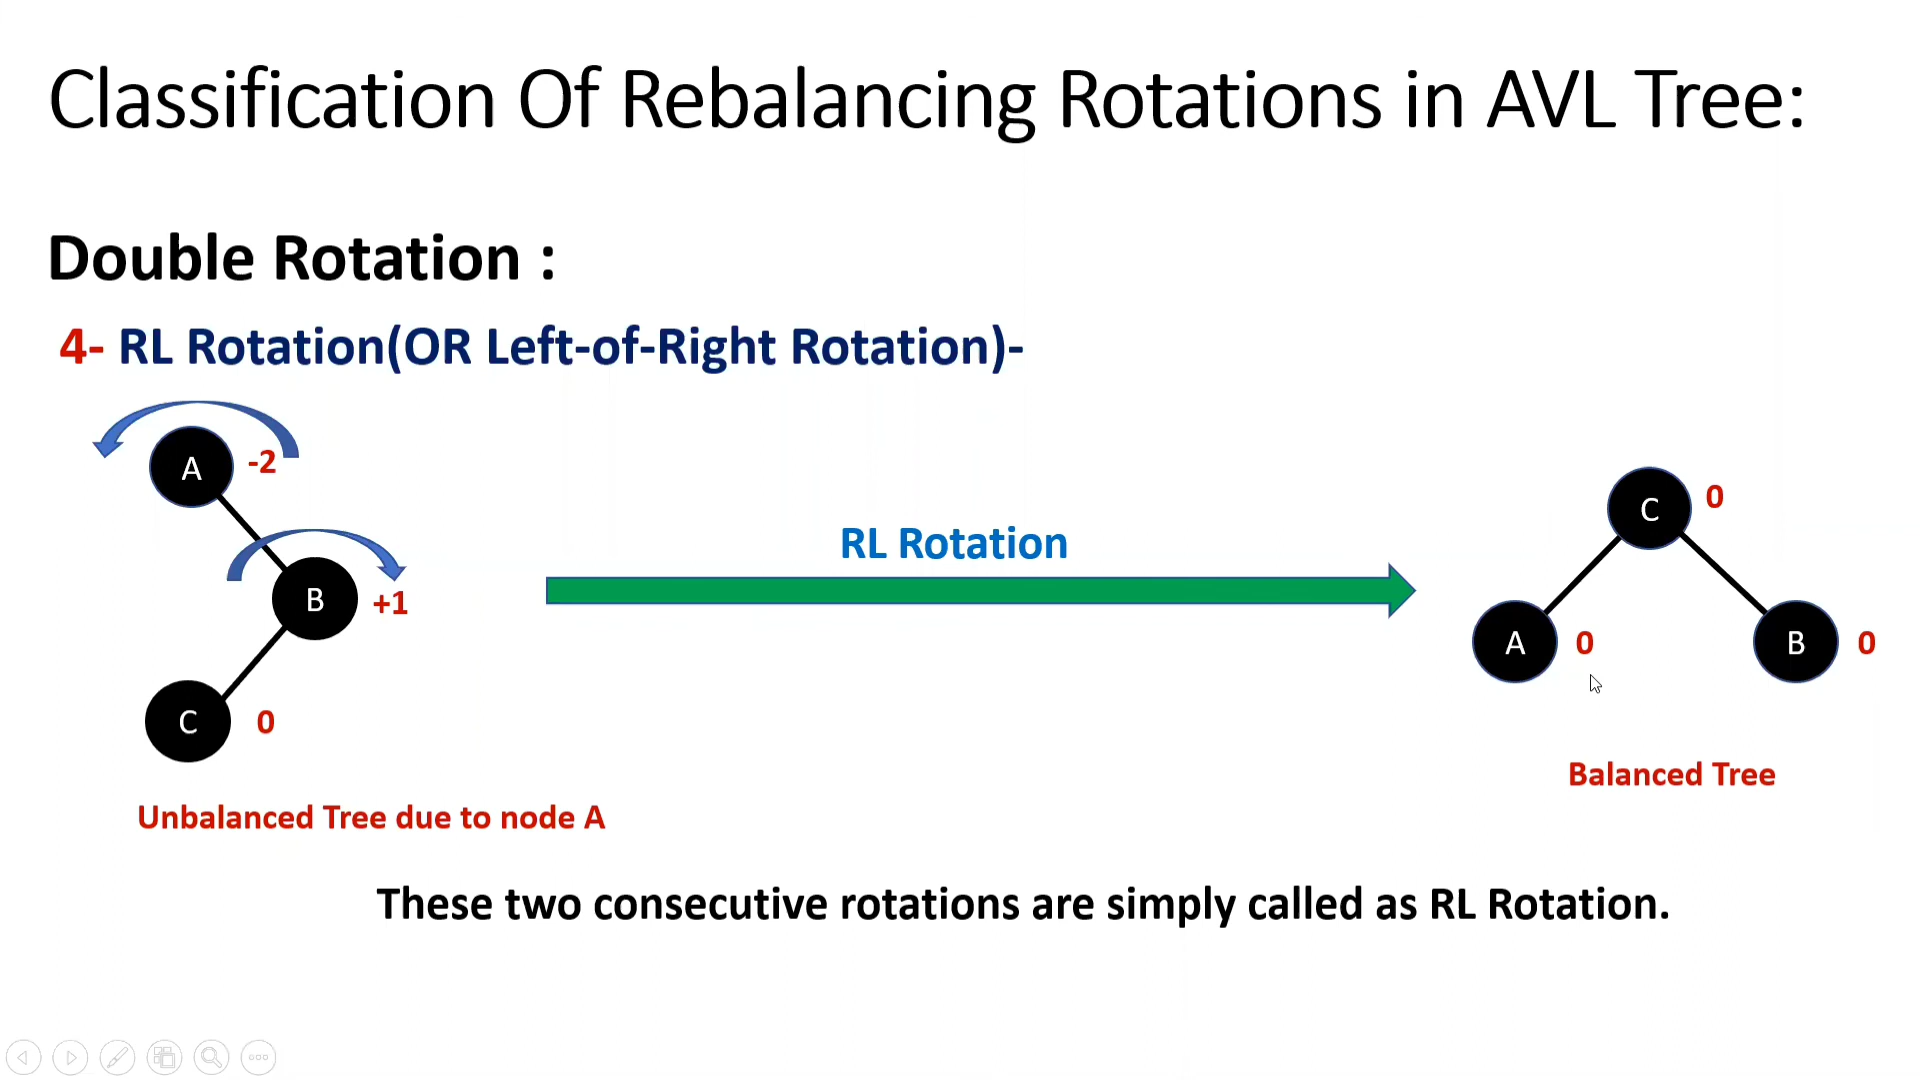 Classification Of Rebalancing Rotations in AVL Tree:
Double Rotation :
4- RL Rotation(OR Left-of-Right Rotation)-
A -2
B +1
C 0
Unbalanced Tree due to node A
RL Rotation
C 0
A 0
B 0
Balanced Tree
These two consecutive rotations are simply called as RL Rotation.